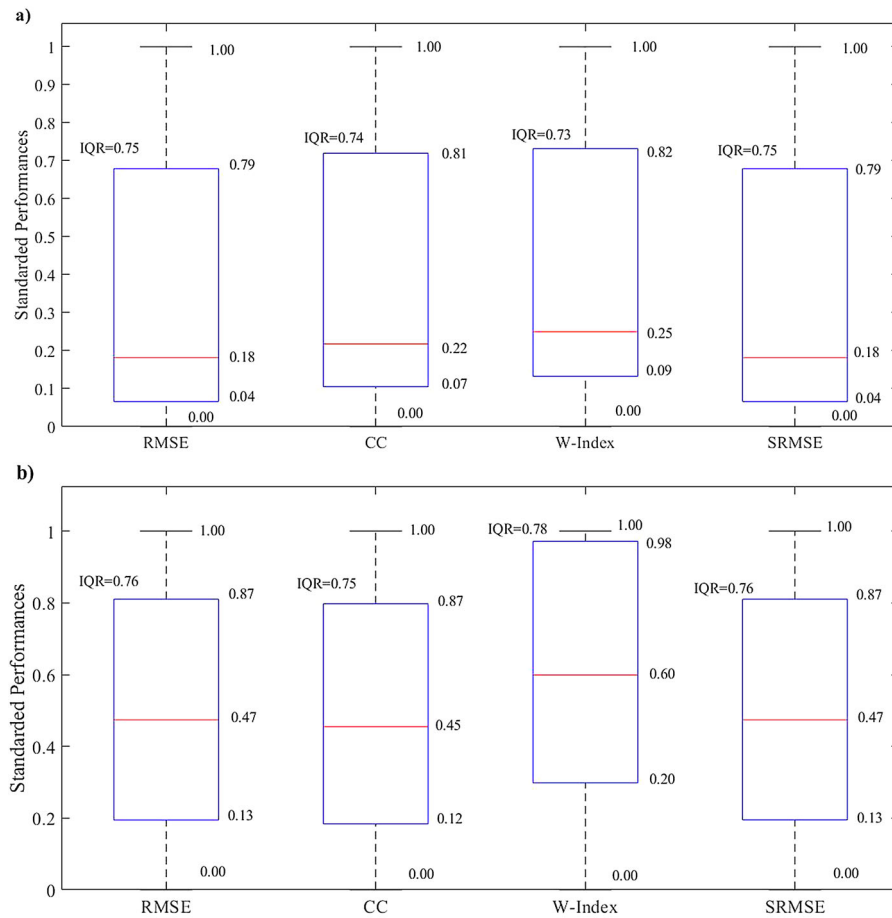 a)
Standarded Performances
1
0.9
0.8
0.7
0.6
0.5
0.4
0.3
0.2
0.1
0
1.00
1.00
1.00
1.00
IQR=0.75
IQR=0.74
IQR=0.73
IQR=0.75
0.79
0.81
0.82
0.79
0.18
0.22
0.25
0.18
0.04
0.07
0.09
0.04
0.00
0.00
0.00
0.00
RMSE
CC
W-Index
SRMSE
b)
Standarded Performances
1
0.8
0.6
0.4
0.2
0
1.00
1.00
1.00
1.00
IQR=0.76
IQR=0.75
IQR=0.78
IQR=0.76
0.87
0.87
0.98
0.87
0.47
0.45
0.60
0.47
0.13
0.12
0.20
0.13
0.00
0.00
0.00
0.00
RMSE
CC
W-Index
SRMSE